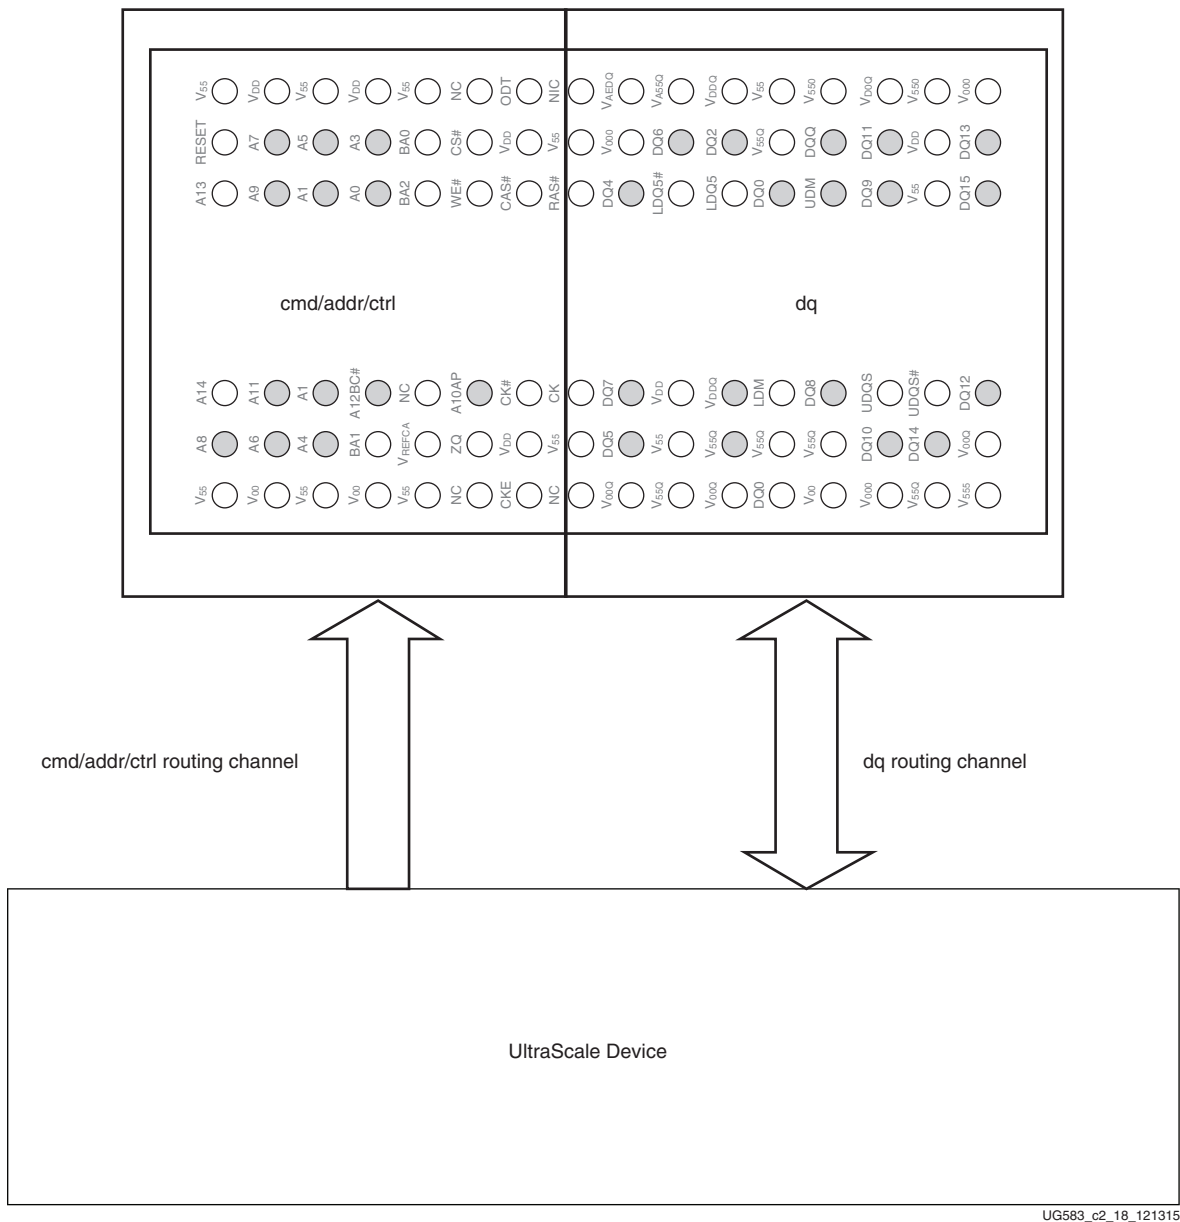 V55 VDD V55 VDD V55 NC ODT NIC VAEDQ VA55Q VDDQ V55 V550 VD0Q V550 V000
RESET A7 A5 A3 BA0 CS# VDD V55 V000 DQ6 DQ2 V55Q DQQ DQ11 VDD DQ13
A13 A9 A1 A0 BA2 WE# CAS# RAS# DQ4 LDQ5# LDQ5 DQ0 UDM DQ9 V55 DQ15
cmd/addr/ctrl dq
A14 A11 A1 A12BC# NC A10AP CK# CK DQ7 VDD VDDQ LDM DQ8 UDQS UDQS# DQ12
A8 A6 A4 BA1 VREFCA ZQ VDD V55 DQ5 V55 V55Q V55Q V55Q DQ10 DQ14 V00Q
V55 V00 V55 V00 V55 NC CKE NC V00Q V55Q V00Q DQ0 V00 V000 V55Q V555
cmd/addr/ctrl routing channel dq routing channel
UltraScale Device
UG583_c2_18_121315